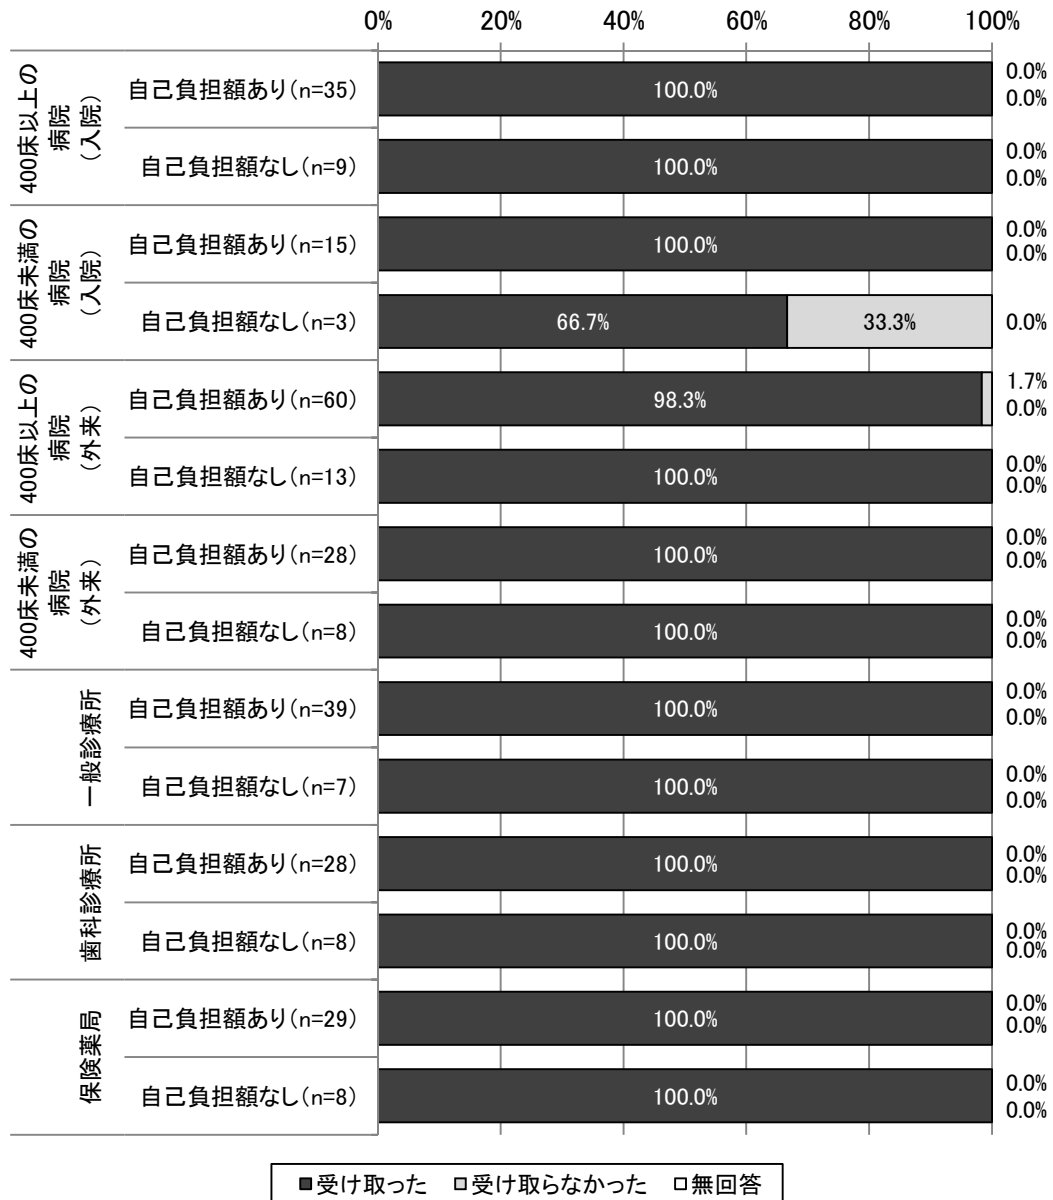 0% 20% 40% 60% 80% 100%
400床以上の
病院
（入院）
自己負担額あり（n=35）
100.0%
0.0%
0.0%
自己負担額なし（n=9）
100.0%
0.0%
0.0%
400床未満の
病院
（入院）
自己負担額あり（n=15）
100.0%
0.0%
0.0%
自己負担額なし（n=3）
66.7%
33.3%
0.0%
400床以上の
病院
（外来）
自己負担額あり（n=60）
98.3%
1.7%
0.0%
自己負担額なし（n=13）
100.0%
0.0%
0.0%
400床未満の
病院
（外来）
自己負担額あり（n=28）
100.0%
0.0%
0.0%
自己負担額なし（n=8）
100.0%
0.0%
0.0%
一般診療所
自己負担額あり（n=39）
100.0%
0.0%
0.0%
自己負担額なし（n=7）
100.0%
0.0%
0.0%
歯科診療所
自己負担額あり（n=28）
100.0%
0.0%
0.0%
自己負担額なし（n=8）
100.0%
0.0%
0.0%
保険薬局
自己負担額あり（n=29）
100.0%
0.0%
0.0%
自己負担額なし（n=8）
100.0%
0.0%
0.0%
受け取った 受け取らなかった 無回答